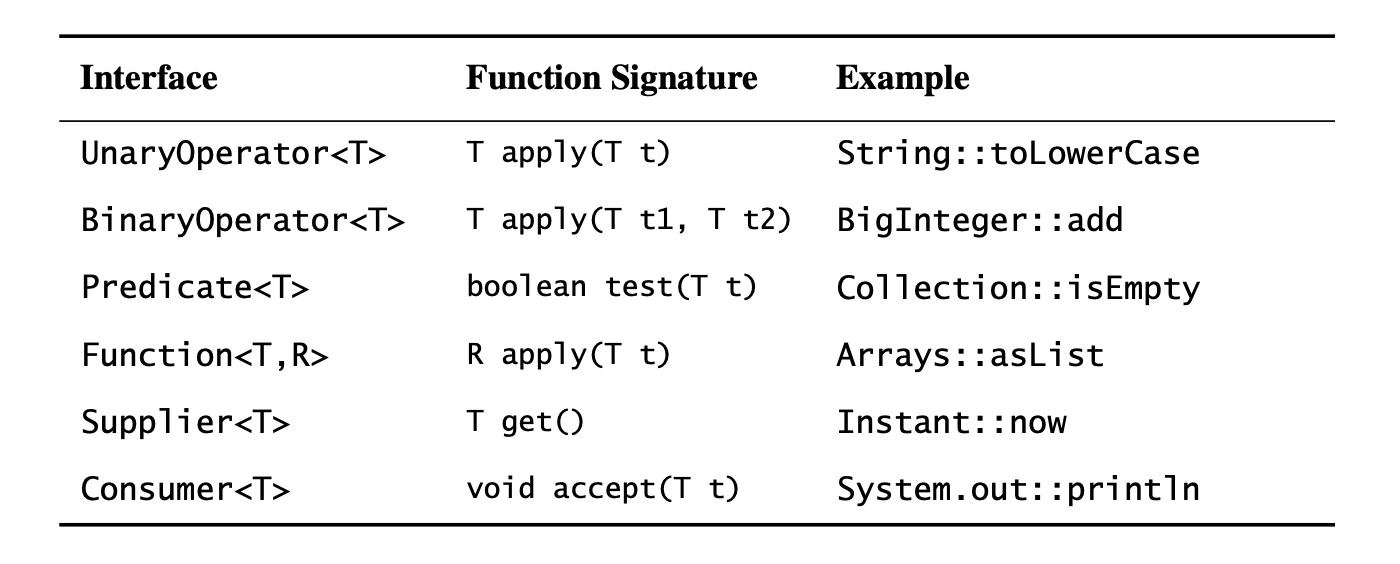 Interface Function Signature Example
UnaryOperator<T> T apply(T t) String::toLowerCase
BinaryOperator<T> T apply(T t1, T t2) BigInteger::add
Predicate<T> boolean test(T t) Collection::isEmpty
Function<T,R> R apply(T t) Arrays::asList
Supplier<T> T get() Instant::now
Consumer<T> void accept(T t) System.out::println